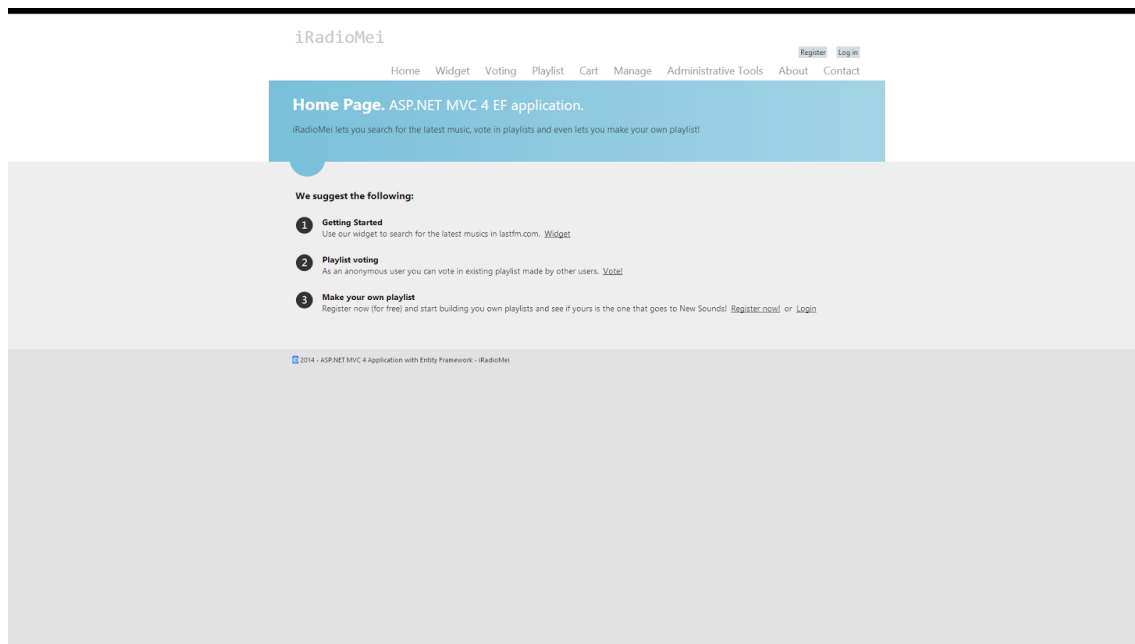 iRadioMei
Register Log in
Home Widget Voting Playlist Cart Manage Administrative Tools About Contact
Home Page. ASP.NET MVC 4 EF application.
iRadioMei lets you search for the latest music, vote in playlists and even lets you make your own playlist!
We suggest the following:
1 Getting Started
Use our widget to search for the latest musics in lastfm.com. Widget
2 Playlist voting
As an anonymous user you can vote in existing playlist made by other users. Vote!
3 Make your own playlist
Register now (for free) and start building you own playlists and see if yours is the one that goes to New Sounds! Register now! or Login
© 2014 - ASP.NET MVC 4 Application with Entity Framework - iRadioMei